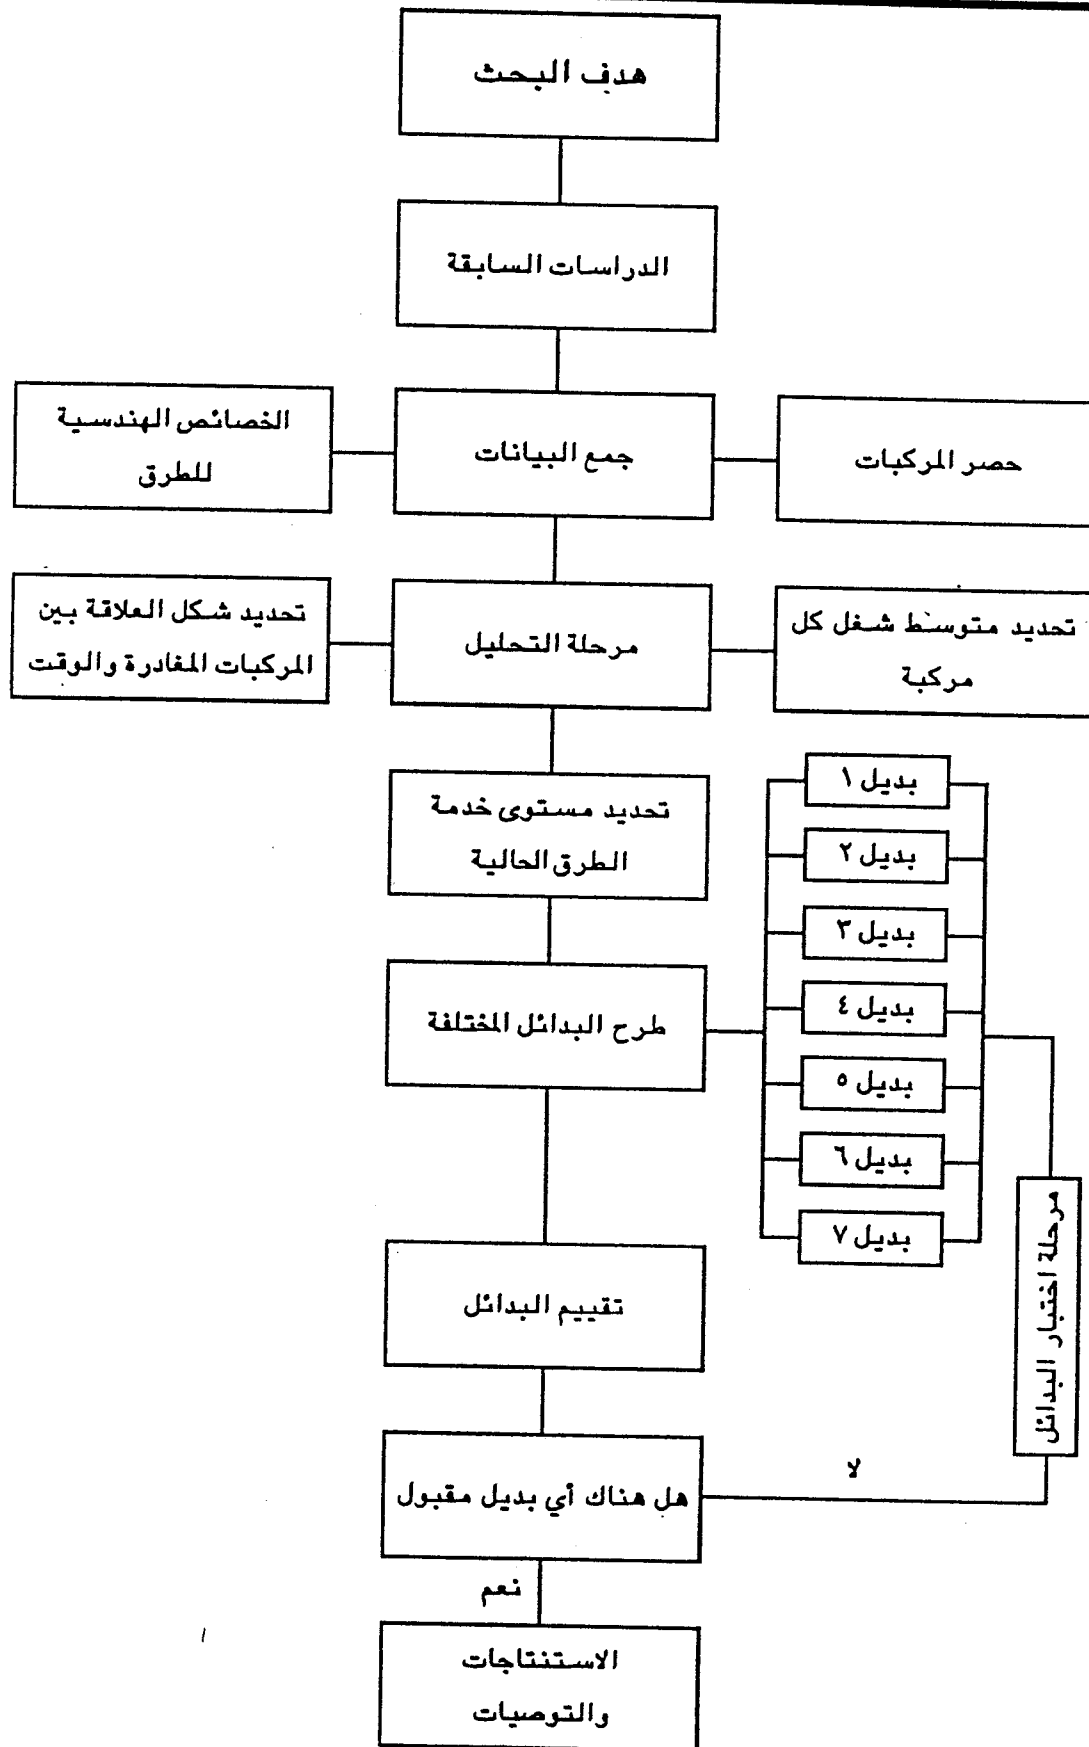 هدف البحث
الدراسات السابقة
حصر المركبات
جمع البيانات
الخصائص الهندسية
للطرق
تحديد متوسط شغل كل
مركبة
مرحلة التحليل
تحديد شكل العلاقة بين
المركبات المغادرة والوقت
تحديد مستوى خدمة
الطرق الحالية
بديل ١
بديل ٢
بديل ٣
بديل ٤
بديل ٥
بديل ٦
بديل ٧
طرح البدائل المختلفة
مرحلة اختبار البدائل
تقييم البدائل
هل هناك أي بديل مقبول
لا
نعم
الاستنتاجات
والتوصيات